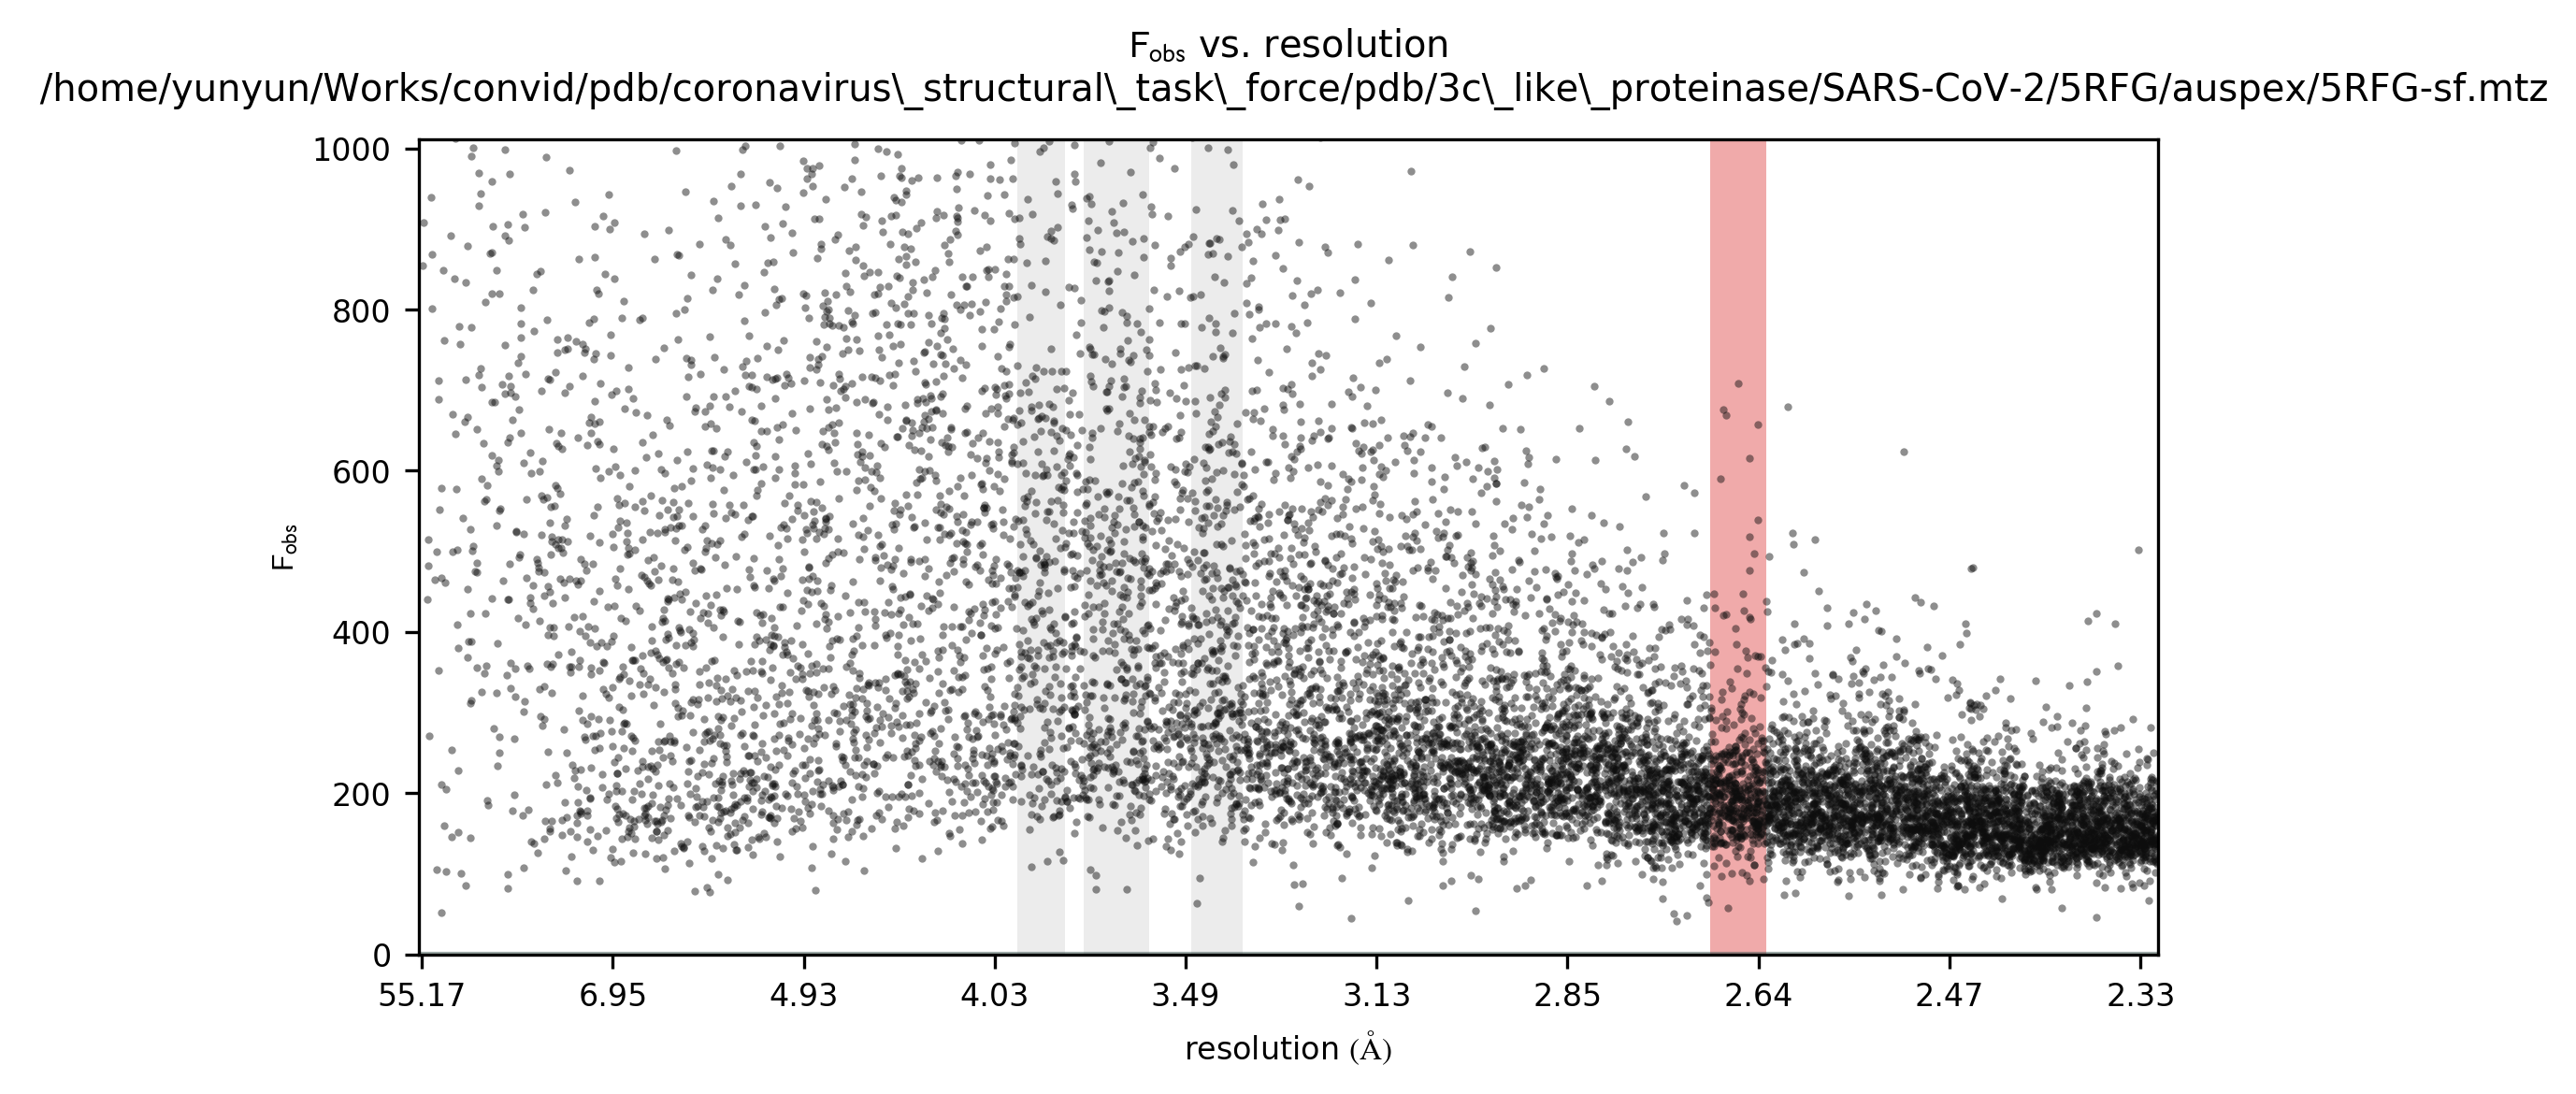 Fobs vs. resolution
/home/yunyun/Works/convid/pdb/coronavirus\_structural\_task\_force/pdb/3c\_like\_proteinase/SARS-CoV-2/5RFG/auspex/5RFG-sf.mtz
1000
800
600
400
200
0
Fobs
55.17 6.95 4.93 4.03 3.49 3.13 2.85 2.64 2.47 2.33
resolution (Å)